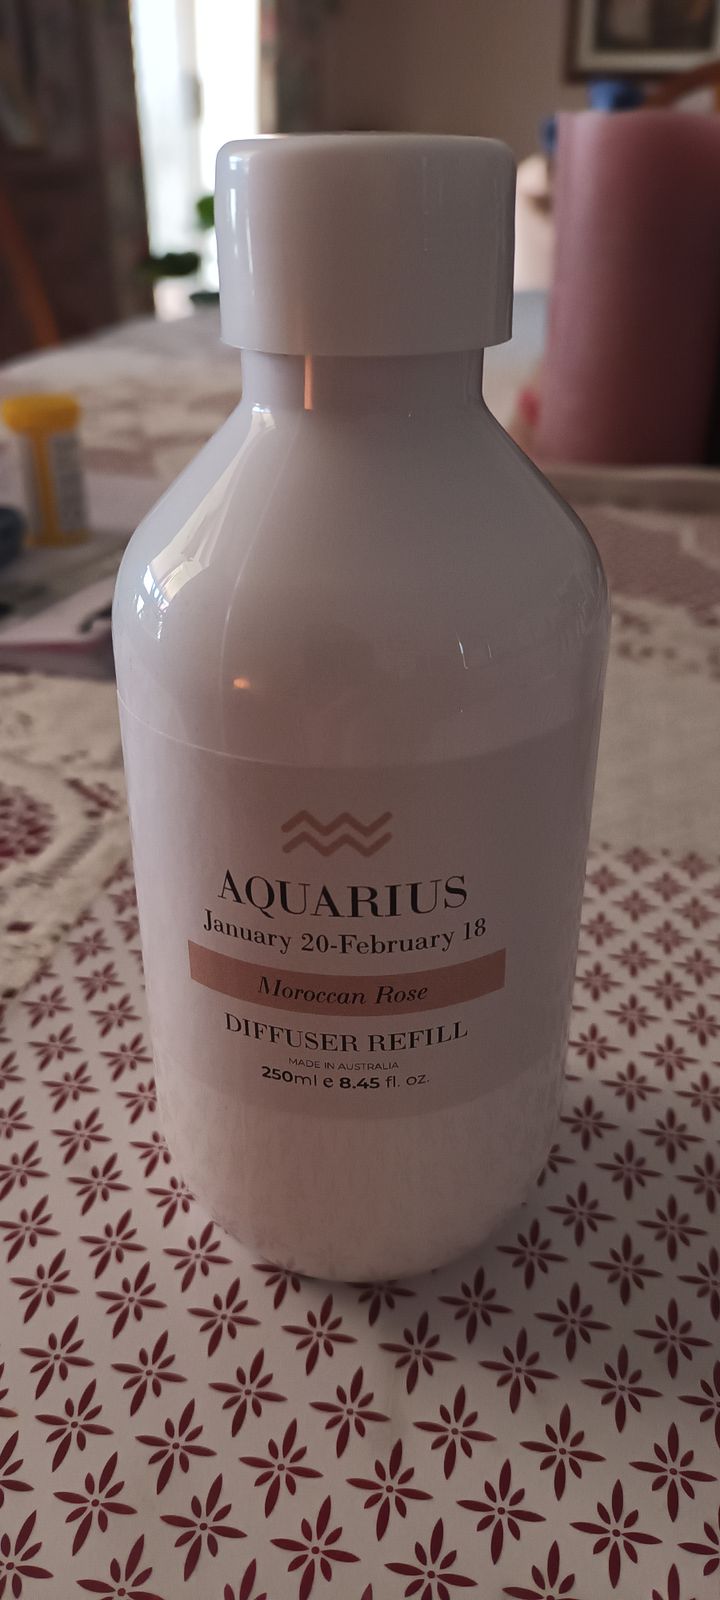 AQUARIUS
January 20-February 18
Moroccan Rose
DIFFUSER REFILL
MADE IN AUSTRALIA
250ml e 8.45 fl. oz.